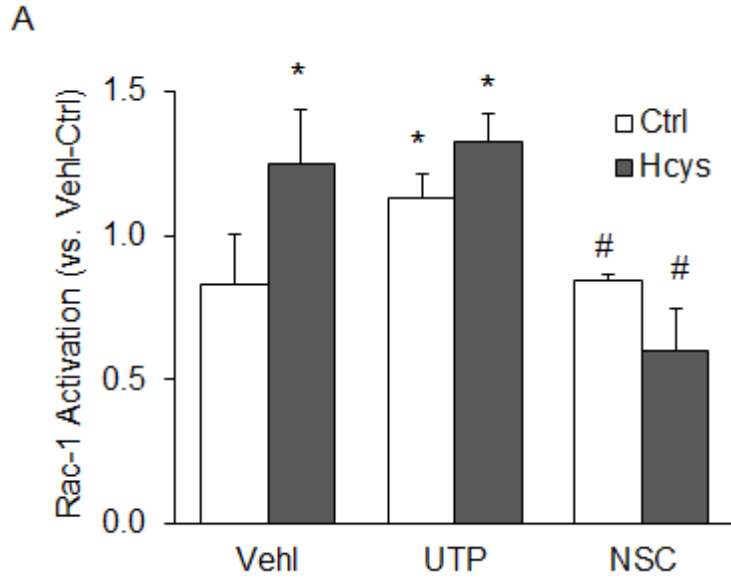 A
Rac-1 Activation (vs. Vehl-Ctrl)
1.5
1.0
0.5
0.0
*
*
*
#
#
Ctrl
Hcys
Vehl
UTP
NSC